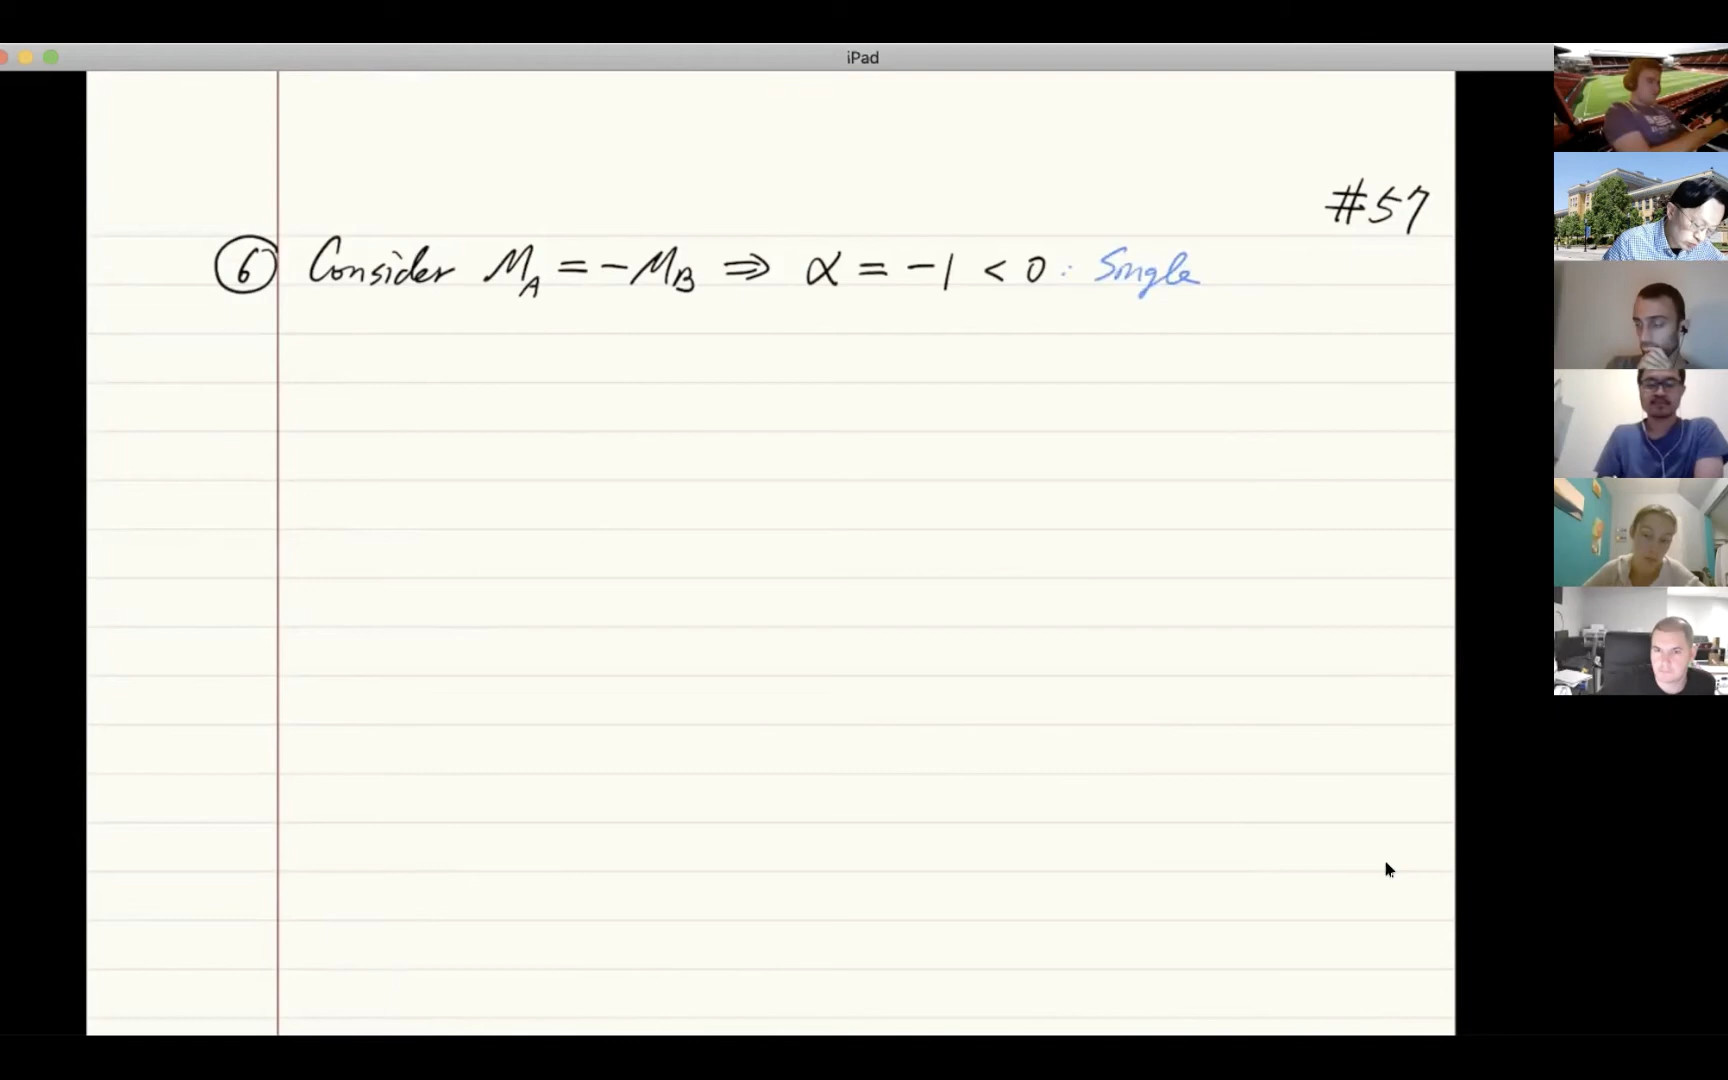 iPad
#57
⑥ Consider M_A = -M_B ⇒ α = -1 < 0 : Single